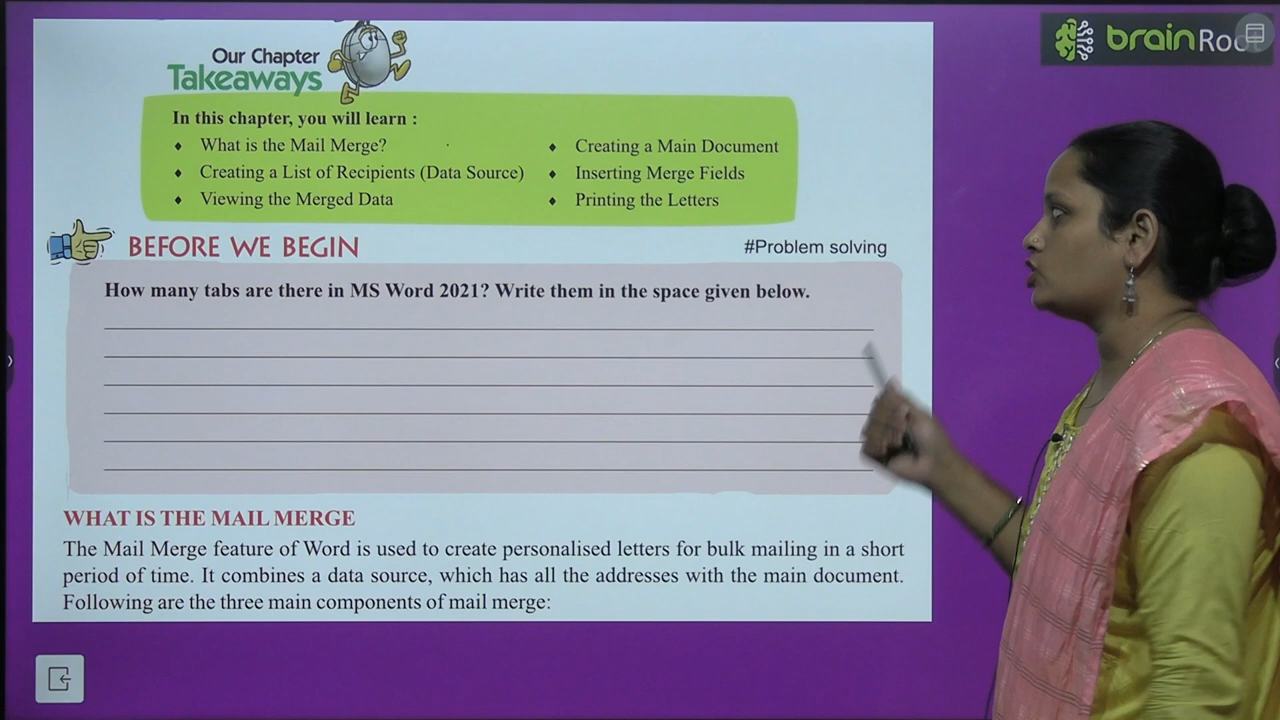 Our Chapter
Takeaways
In this chapter, you will learn :
♦ What is the Mail Merge?
♦ Creating a Main Document
♦ Creating a List of Recipients (Data Source)
♦ Inserting Merge Fields
♦ Viewing the Merged Data
♦ Printing the Letters
BEFORE WE BEGIN
#Problem solving
How many tabs are there in MS Word 2021? Write them in the space given below.
WHAT IS THE MAIL MERGE
The Mail Merge feature of Word is used to create personalised letters for bulk mailing in a short
period of time. It combines a data source, which has all the addresses with the main document.
Following are the three main components of mail merge: